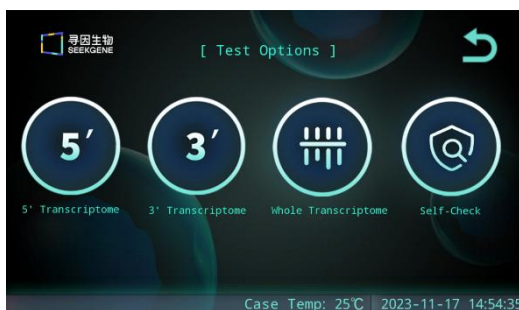 寻因生物
SEEKGENE
[ Test Options ]
5′
3′
5' Transcriptome
3' Transcriptome
Whole Transcriptome
Self-Check
Case Temp: 25℃
2023-11-17 14:54:35